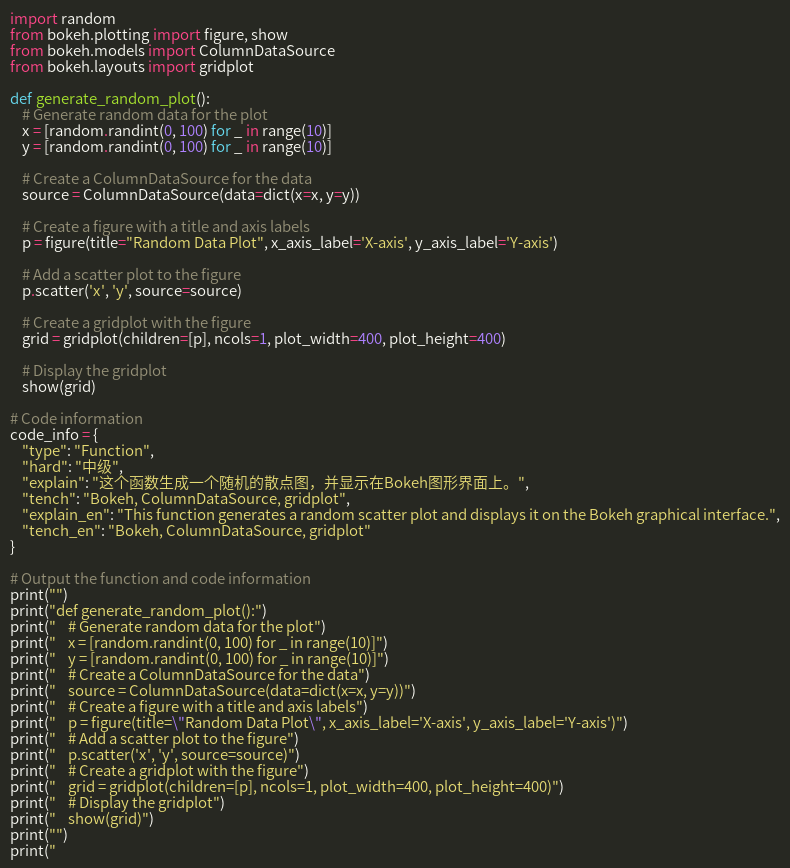 import random
from bokeh.plotting import figure, show
from bokeh.models import ColumnDataSource
from bokeh.layouts import gridplot

def generate_random_plot():
    # Generate random data for the plot
    x = [random.randint(0, 100) for _ in range(10)]
    y = [random.randint(0, 100) for _ in range(10)]

    # Create a ColumnDataSource for the data
    source = ColumnDataSource(data=dict(x=x, y=y))

    # Create a figure with a title and axis labels
    p = figure(title="Random Data Plot", x_axis_label='X-axis', y_axis_label='Y-axis')

    # Add a scatter plot to the figure
    p.scatter('x', 'y', source=source)

    # Create a gridplot with the figure
    grid = gridplot(children=[p], ncols=1, plot_width=400, plot_height=400)

    # Display the gridplot
    show(grid)

# Code information
code_info = {
    "type": "Function",
    "hard": "中级",
    "explain": "这个函数生成一个随机的散点图，并显示在Bokeh图形界面上。",
    "tench": "Bokeh, ColumnDataSource, gridplot",
    "explain_en": "This function generates a random scatter plot and displays it on the Bokeh graphical interface.",
    "tench_en": "Bokeh, ColumnDataSource, gridplot"
}

# Output the function and code information
print("")
print("def generate_random_plot():")
print("    # Generate random data for the plot")
print("    x = [random.randint(0, 100) for _ in range(10)]")
print("    y = [random.randint(0, 100) for _ in range(10)]")
print("    # Create a ColumnDataSource for the data")
print("    source = ColumnDataSource(data=dict(x=x, y=y))")
print("    # Create a figure with a title and axis labels")
print("    p = figure(title=\"Random Data Plot\", x_axis_label='X-axis', y_axis_label='Y-axis')")
print("    # Add a scatter plot to the figure")
print("    p.scatter('x', 'y', source=source)")
print("    # Create a gridplot with the figure")
print("    grid = gridplot(children=[p], ncols=1, plot_width=400, plot_height=400)")
print("    # Display the gridplot")
print("    show(grid)")
print("")
print("